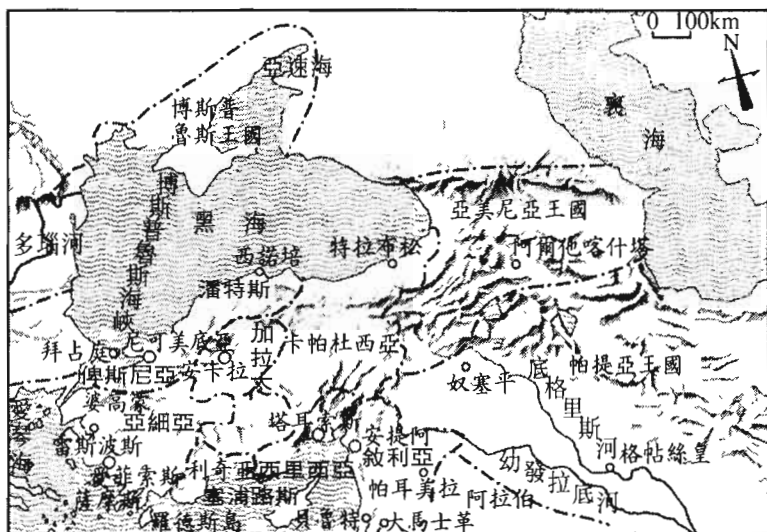 0 100km
N
亞速海
博斯普
魯斯王國
裏海
黑海
博斯普魯斯海峽
多瑙河
亞美尼亞王國
西諾培
特拉布松
阿爾他喀什塔
潘特斯
拜占庭
尼可美底亞
加拉太
卡帕杜西亞
俾斯尼亞
安卡拉
奴塞平
帕提亞王國
底格里斯河
婆高蒙
愛琴海
亞細亞
塔耳索斯
安提阿
雷斯波斯
敘利亞
格帖絲皇
利奇亞
西里西亞
幼發拉底河
薩摩斯
塞浦路斯
帕耳美拉
阿拉伯
羅德斯島
貝魯特
大馬士革